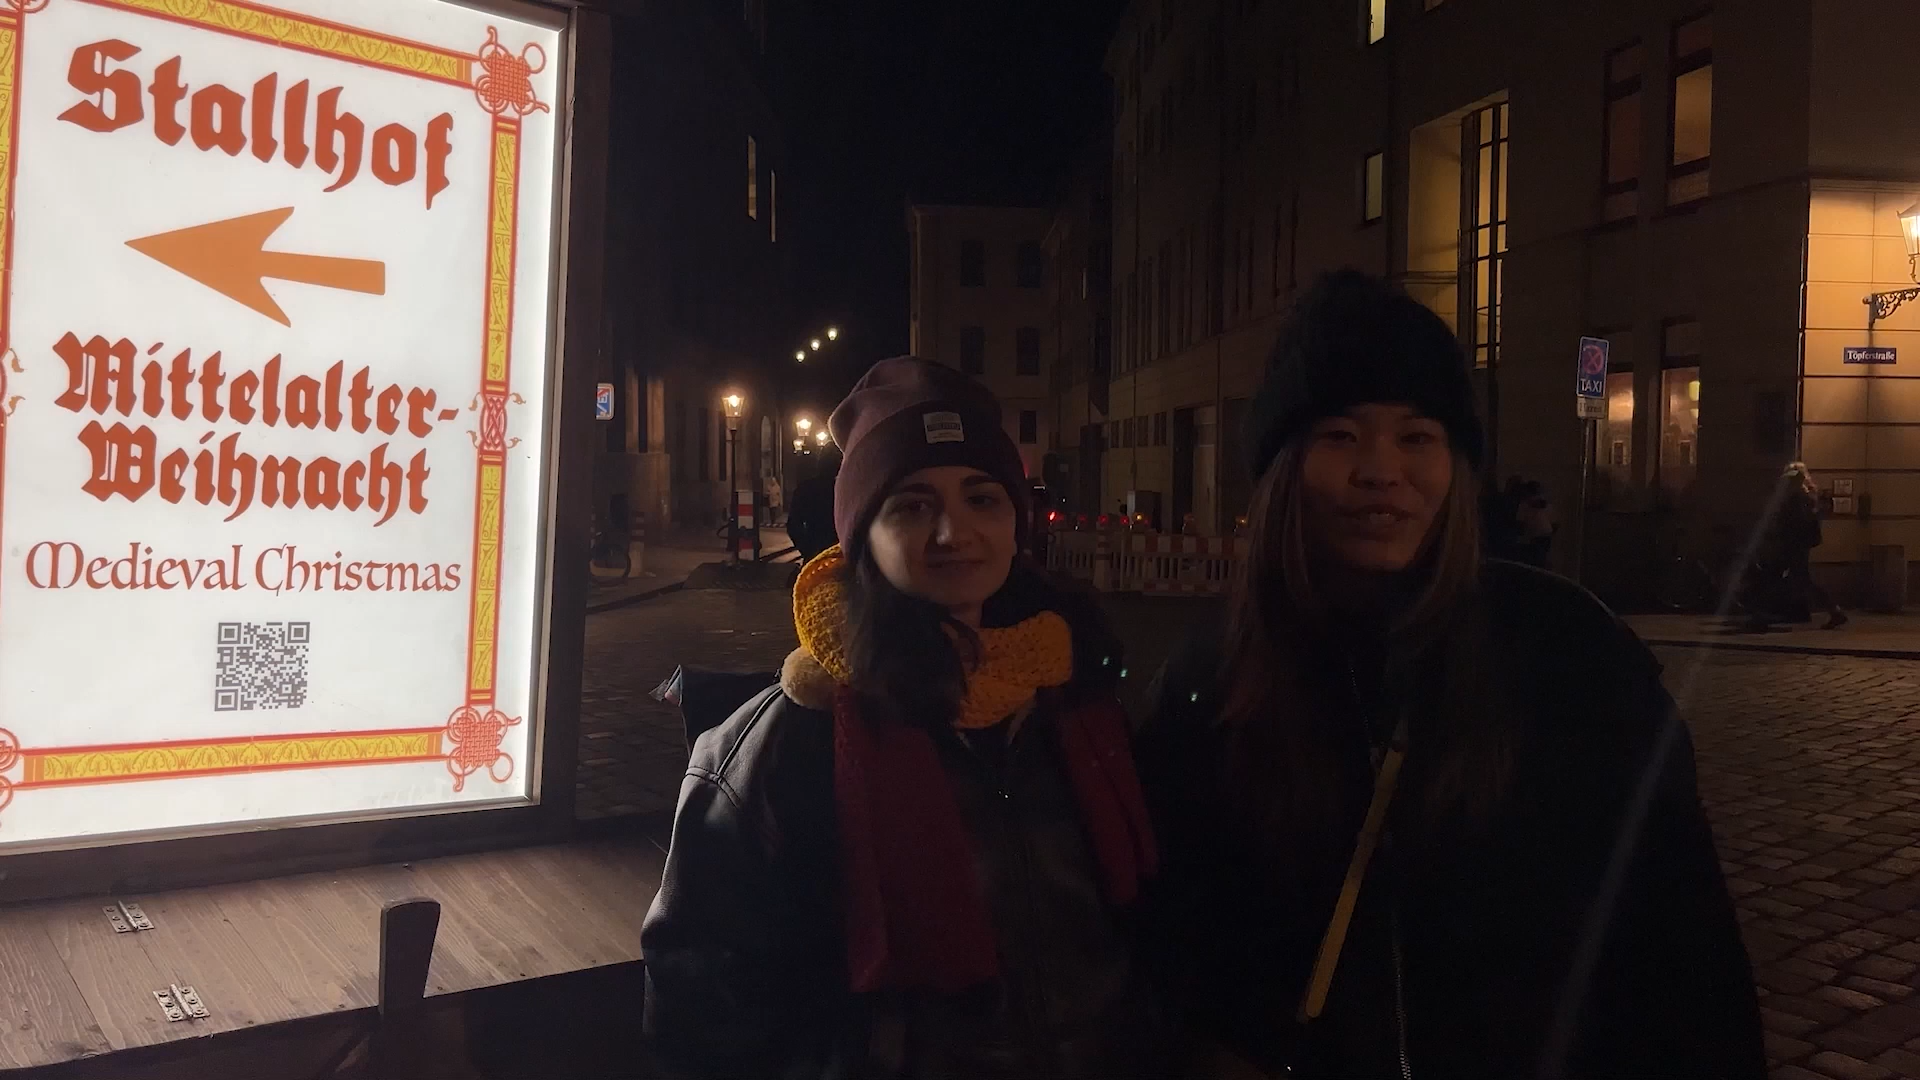 Stallhof
Mittelalter-
Weihnacht
Medieval Christmas
TAXI
Töpferstraße